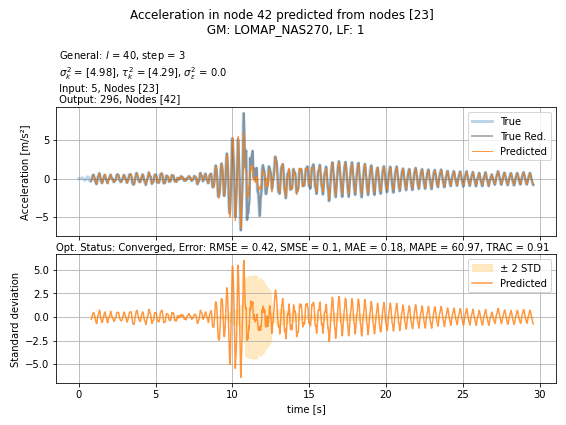 Acceleration in node 42 predicted from nodes [23]
GM: LOMAP_NAS270, LF: 1
General: l = 40, step = 3
σ²ₖ = [4.98], τ²ₖ = [4.29], σ²ε = 0.0
Input: 5, Nodes [23]
Output: 296, Nodes [42]
Acceleration [m/s²]
5
0
−5
True
True Red.
Predicted
Opt. Status: Converged, Error: RMSE = 0.42, SMSE = 0.1, MAE = 0.18, MAPE = 60.97, TRAC = 0.91
Standard deviation
5.0
2.5
0.0
−2.5
−5.0
± 2 STD
Predicted
0 5 10 15 20 25 30
time [s]